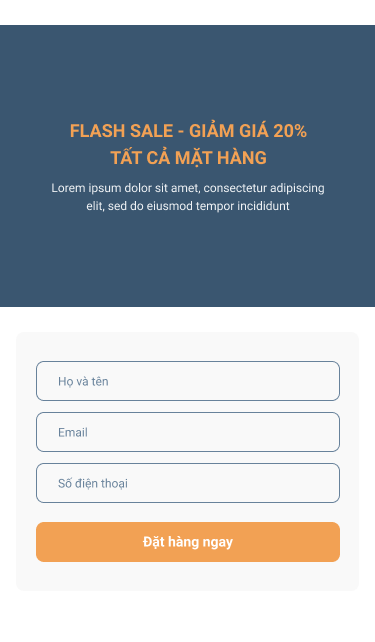 FLASH SALE - GIẢM GIÁ 20%
TẤT CẢ MẶT HÀNG
Lorem ipsum dolor sit amet, consectetur adipiscing
elit, sed do eiusmod tempor incididunt
Họ và tên
Email
Số điện thoại
Đặt hàng ngay